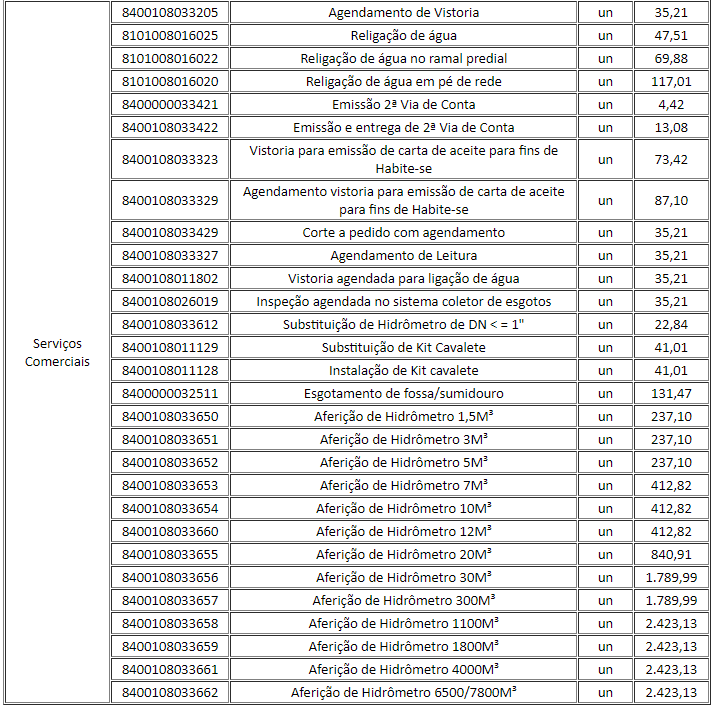 8400108033205 Agendamento de Vistoria un 35,21
8101008016025 Religação de água un 47,51
8101008016022 Religação de água no ramal predial un 69,88
8101008016020 Religação de água em pé de rede un 117,01
8400000033421 Emissão 2ª Via de Conta un 4,42
8400108033422 Emissão e entrega de 2ª Via de Conta un 13,08
8400108033323 Vistoria para emissão de carta de aceite para fins de
Habite-se un 73,42
8400108033329 Agendamento vistoria para emissão de carta de aceite
para fins de Habite-se un 87,10
8400108033429 Corte a pedido com agendamento un 35,21
8400108033327 Agendamento de Leitura un 35,21
8400108011802 Vistoria agendada para ligação de água un 35,21
8400108026019 Inspeção agendada no sistema coletor de esgotos un 35,21
8400108033612 Substituição de Hidrômetro de DN < = 1" un 22,84
Serviços
Comerciais
8400108011129 Substituição de Kit Cavalete un 41,01
8400108011128 Instalação de Kit cavalete un 41,01
8400000032511 Esgotamento de fossa/sumidouro un 131,47
8400108033650 Aferição de Hidrômetro 1,5M³ un 237,10
8400108033651 Aferição de Hidrômetro 3M³ un 237,10
8400108033652 Aferição de Hidrômetro 5M³ un 237,10
8400108033653 Aferição de Hidrômetro 7M³ un 412,82
8400108033654 Aferição de Hidrômetro 10M³ un 412,82
8400108033660 Aferição de Hidrômetro 12M³ un 412,82
8400108033655 Aferição de Hidrômetro 20M³ un 840,91
8400108033656 Aferição de Hidrômetro 30M³ un 1.789,99
8400108033657 Aferição de Hidrômetro 300M³ un 1.789,99
8400108033658 Aferição de Hidrômetro 1100M³ un 2.423,13
8400108033659 Aferição de Hidrômetro 1800M³ un 2.423,13
8400108033661 Aferição de Hidrômetro 4000M³ un 2.423,13
8400108033662 Aferição de Hidrômetro 6500/7800M³ un 2.423,13